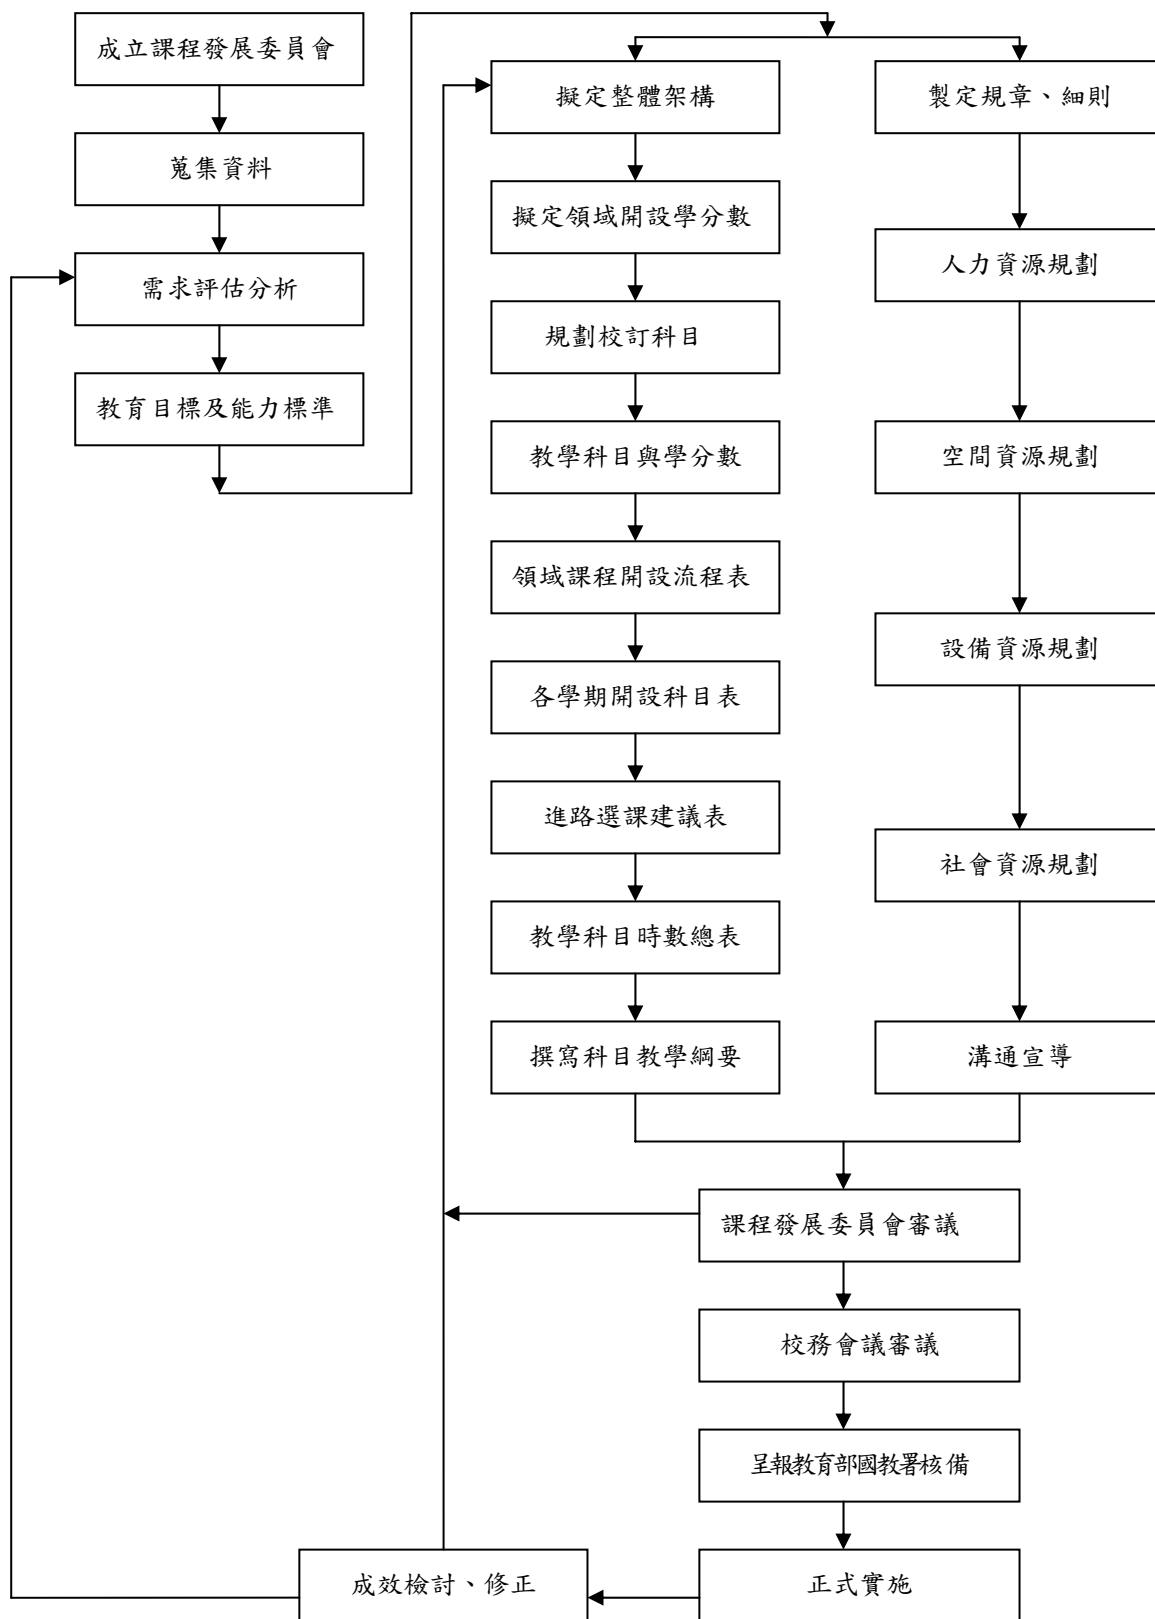 成立課程發展委員會
蒐集資料
需求評估分析
教育目標及能力標準
擬定整體架構
擬定領域開設學分數
規劃校訂科目
教學科目與學分數
領域課程開設流程表
各學期開設科目表
進路選課建議表
教學科目時數總表
撰寫科目教學綱要
製定規章、細則
人力資源規劃
空間資源規劃
設備資源規劃
社會資源規劃
溝通宣導
課程發展委員會審議
校務會議審議
呈報教育部國教署核備
正式實施
成效檢討、修正